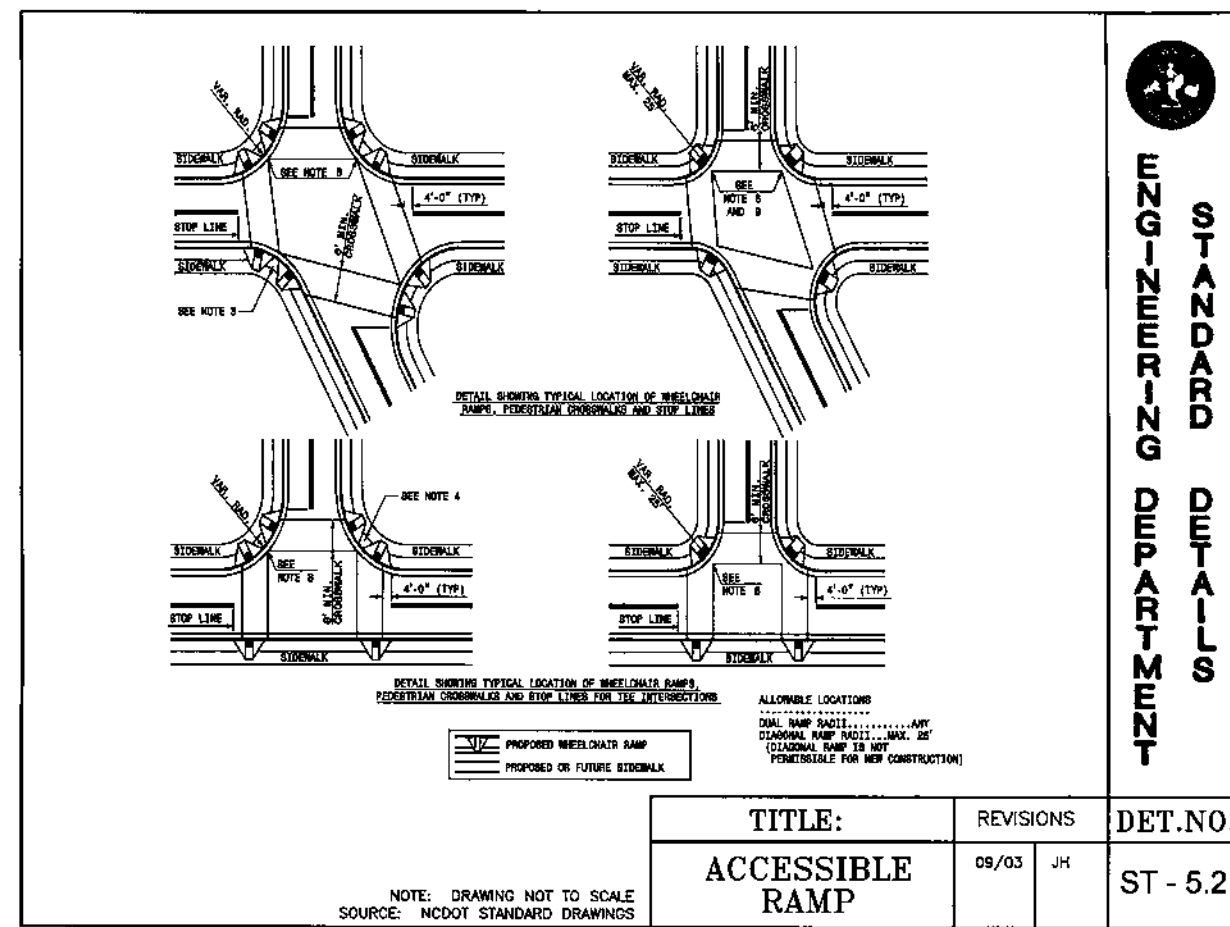 VAR. RAD.
SIDEWALK
SIDEWALK
SEE NOTE 8
4'-0" (TYP)
STOP LINE
6' MIN.
CROSSWALK
SIDEWALK
SIDEWALK
SEE NOTE 3
VAR. RAD.
MAX. 25'
6' MIN.
CROSSWALK
SIDEWALK
SIDEWALK
SEE
NOTE 8
AND 9
4'-0" (TYP)
STOP LINE
SIDEWALK
SIDEWALK
DETAIL SHOWING TYPICAL LOCATION OF WHEELCHAIR
RAMPS, PEDESTRIAN CROSSWALKS AND STOP LINES
VAR. RAD.
SEE NOTE 4
SIDEWALK
SIDEWALK
SEE
NOTE 8
6' MIN.
CROSSWALK
4'-0" (TYP)
STOP LINE
SIDEWALK
VAR. RAD.
MAX. 25'
6' MIN.
CROSSWALK
SIDEWALK
SIDEWALK
SEE
NOTE 8
4'-0" (TYP)
STOP LINE
SIDEWALK
DETAIL SHOWING TYPICAL LOCATION OF WHEELCHAIR RAMPS,
PEDESTRIAN CROSSWALKS AND STOP LINES FOR TEE INTERSECTIONS
ALLOWABLE LOCATIONS
DUAL RAMP RADII...........ANY
DIAGONAL RAMP RADII...MAX. 25'
(DIAGONAL RAMP IS NOT
PERMISSIBLE FOR NEW CONSTRUCTION)
PROPOSED WHEELCHAIR RAMP
PROPOSED OR FUTURE SIDEWALK
NOTE: DRAWING NOT TO SCALE
SOURCE: NCDOT STANDARD DRAWINGS
TITLE:
ACCESSIBLE
RAMP
REVISIONS
09/03 JH
DET.NO
ST - 5.2
STANDARD DETAILS
ENGINEERING DEPARTMENT